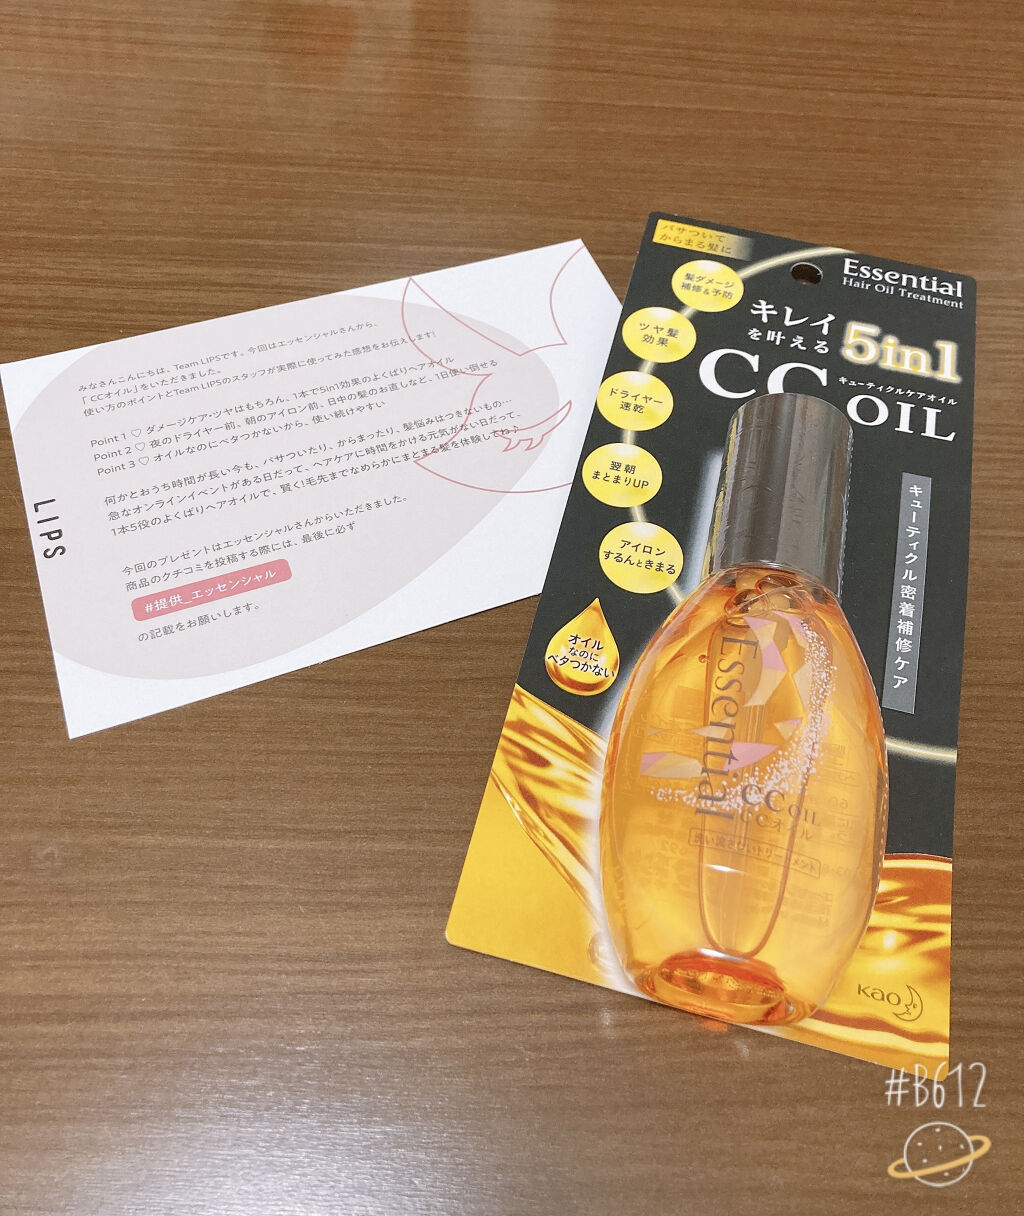 みなさんこんにちは、Team LIPSです。今回はエッセンシャルさんから、
「 CCオイル」をいただきました。
使い方のポイントとTeam LIPSのスタッフが実際に使ってみた感想をお伝えします!
Point 1 ♡ ダメージケア・ツヤはもちろん、1本で5in1効果のよくばりヘアオイル
Point 2 ♡ 夜のドライヤー前、朝のアイロン前、日中の髪のお直しなど、1日使い倒せる
Point 3 ♡ オイルなのにベタつかないから、使い続けやすい
何かとおうち時間が長い今も、パサついたり、からまったり、髪悩みはつきないもの…
急なオンラインイベントがある日だって、ヘアケアに時間をかける元気がない日だって、
1本5役のよくばりヘアオイルで、賢く!毛先までなめらかにまとまる髪を体験してね♪
今回のプレゼントはエッセンシャルさんからいただきました。
商品のクチコミを投稿する際には、最後に必ず
#提供_エッセンシャル
の記載をお願いします。
LIPS
パサついて
からまる髪に
Essential
Hair Oil Treatment
髪ダメージ
補修&予防
ツヤ髪
効果
ドライヤー
速乾
翌朝
まとまりUP
アイロン
するんときまる
オイル
なのに
ベタつかない
キレイ
を叶える
5in1
キューティクルケアオイル
CC OIL
キューティクル密着補修ケア
Essential
CC OIL
CCオイル
Kao
#B612